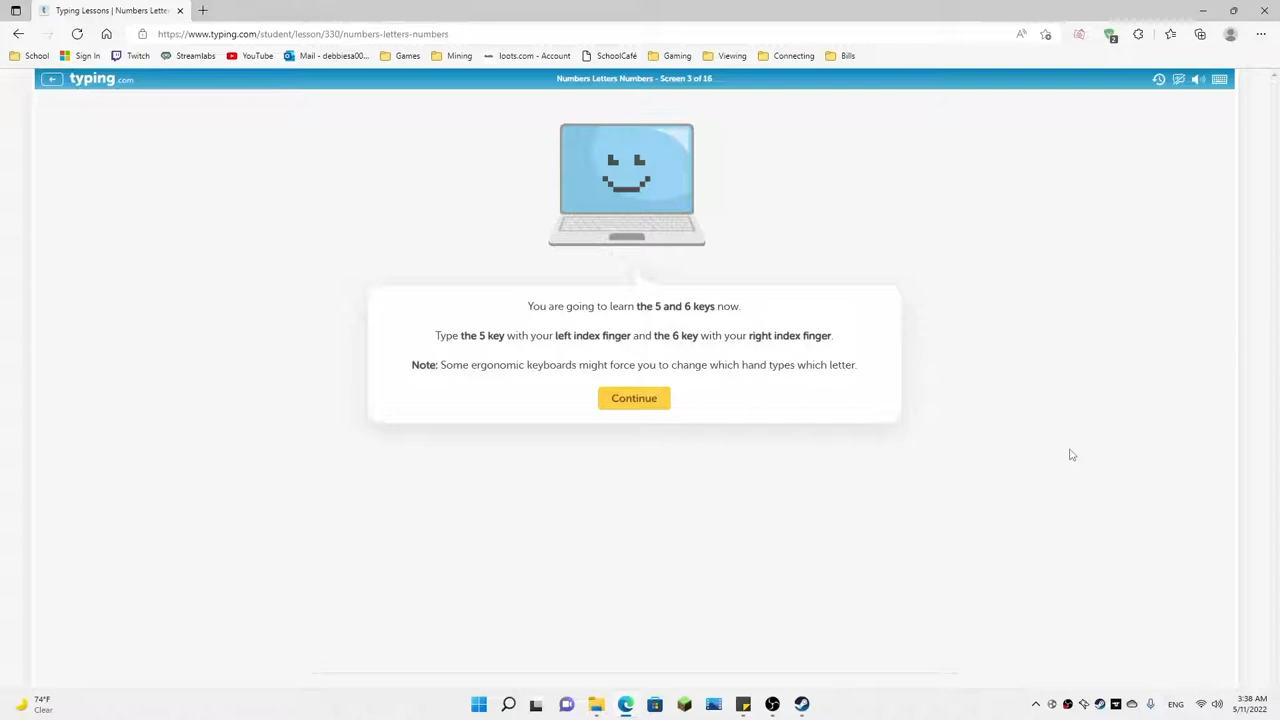 Typing Lessons | Numbers Letter
https://www.typing.com/student/lesson/330/numbers-letters-numbers
2
School Sign In Twitch Streamlabs YouTube Mail - debbiesa00... Games Mining loots.com - Account SchoolCafé Gaming Viewing Connecting Bills
typing.com Numbers Letters Numbers - Screen 3 of 16
You are going to learn the 5 and 6 keys now.
Type the 5 key with your left index finger and the 6 key with your right index finger.
Note: Some ergonomic keyboards might force you to change which hand types which letter.
Continue
74°F
Clear
ENG
3:38 AM
5/11/2022